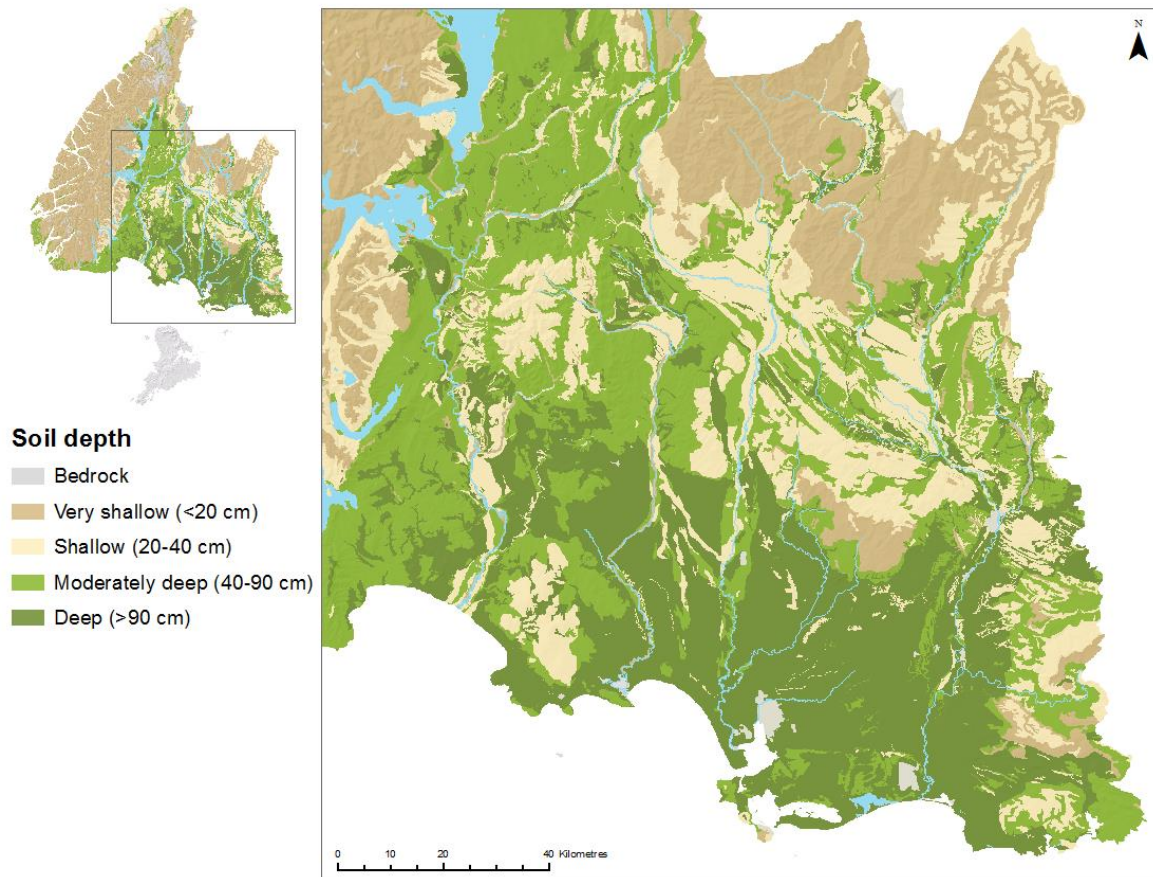 N
Soil depth
Bedrock
Very shallow (<20 cm)
Shallow (20-40 cm)
Moderately deep (40-90 cm)
Deep (>90 cm)
0 10 20 40 Kilometres